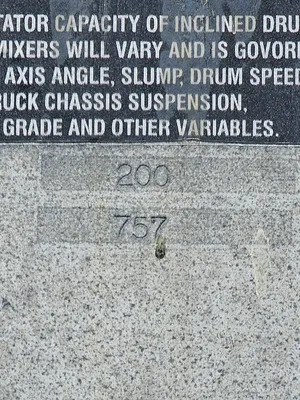 TATOR CAPACITY OF INCLINED DRU
MIXERS WILL VARY AND IS GOVOR
AXIS ANGLE, SLUMP, DRUM SPEED
RUCK CHASSIS SUSPENSION,
GRADE AND OTHER VARIABLES.
200
757